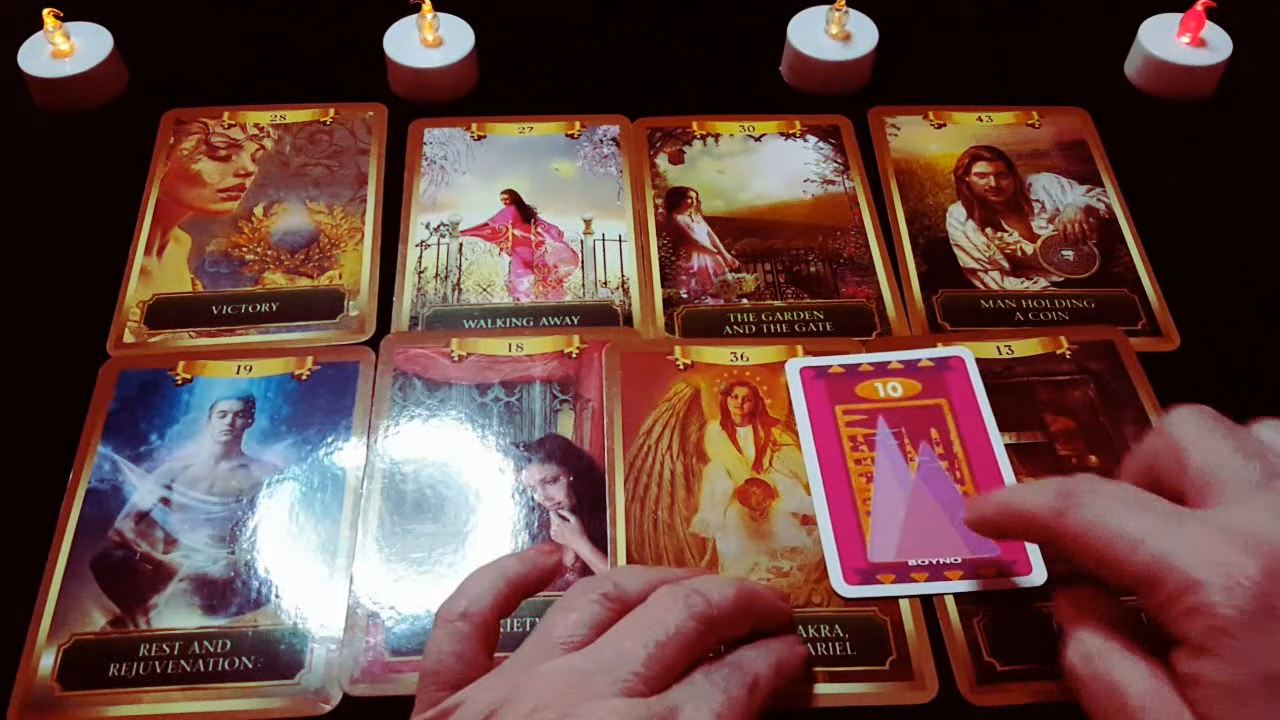 28
27
30
43
VICTORY
WALKING AWAY
THE GARDEN
AND THE GATE
MAN HOLDING
A COIN
19
18
36
13
10
BOYNO
REST AND
REJUVENATION